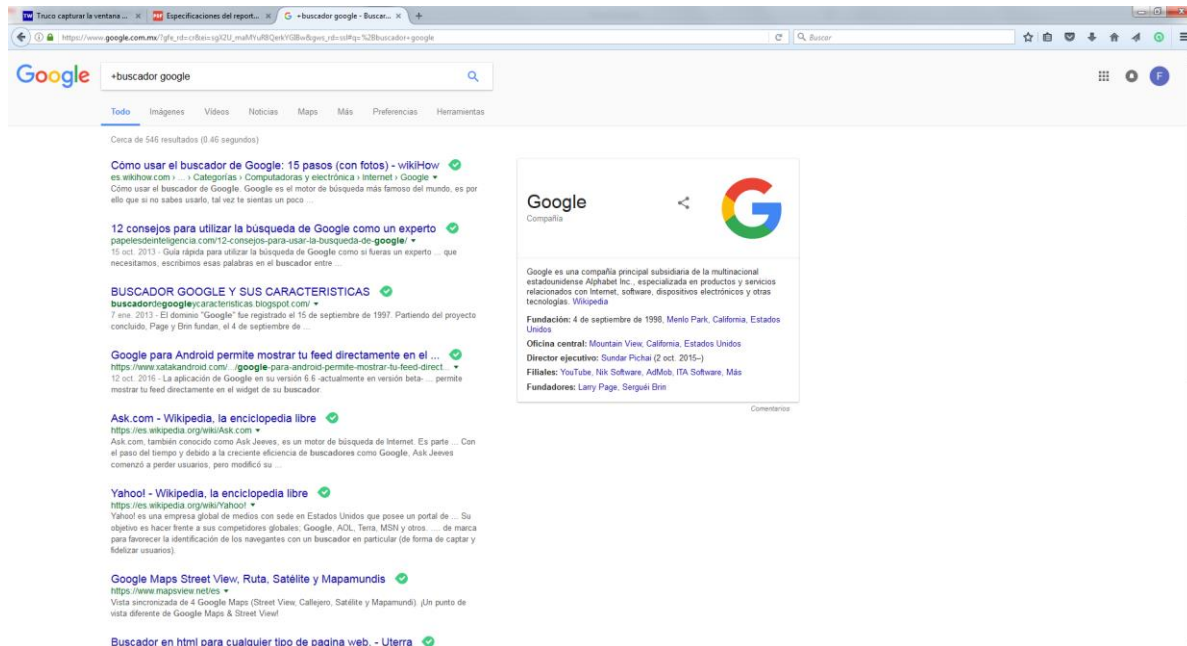 Truco capturar la ventana ...
Especificaciones del report...
+buscador google - Buscar...
https://www.google.com.mx/?gfe_rd=cr&ei=
Buscar
Google
+buscador google
F
Todo Imágenes Vídeos Noticias Maps Más Preferencias Herramientas
Cerca de 546 resultados (0.46 segundos)
Cómo usar el buscador de Google: 15 pasos (con fotos) - wikiHow
es.wikihow.com › ... › Categorías › Computadoras y electrónica › Internet › Google
Cómo usar el buscador de Google. Google es el motor de búsqueda más famoso del mundo, es por
ello que si no sabes usarlo, tal vez te sientas un poco ...
12 consejos para utilizar la búsqueda de Google como un experto
papelesdeinteligencia.com/12-consejos-para-usar-la-busqueda-de-google/
15 oct. 2013 - Guía rápida para utilizar la búsqueda de Google como si fueras un experto ... que
necesitamos, escribimos esas palabras en el buscador entre ...
BUSCADOR GOOGLE Y SUS CARACTERISTICAS
buscadordegoogleycaracteristicas.blogspot.com/
7 ene. 2013 - El dominio "Google" fue registrado el 15 de septiembre de 1997. Partiendo del proyecto
concluido, Page y Brin fundan, el 4 de septiembre de ...
Google para Android permite mostrar tu feed directamente en el ...
https://www.xatakandroid.com/.../google-para-android-permite-mostrar-tu-feed-direct...
12 oct. 2016 - La aplicación de Google en su versión 6.6 -actualmente en versión beta- ... permite
mostrar tu feed directamente en el widget de su buscador.
Ask.com - Wikipedia, la enciclopedia libre
https://es.wikipedia.org/wiki/Ask.com
Ask.com, también conocido como Ask Jeeves, es un motor de búsqueda de Internet. Es parte ... Con
el paso del tiempo y debido a la creciente eficiencia de buscadores como Google, Ask Jeeves
comenzó a perder usuarios, pero modificó su ...
Yahoo! - Wikipedia, la enciclopedia libre
https://es.wikipedia.org/wiki/Yahoo!
Yahoo! es una empresa global de medios con sede en Estados Unidos que posee un portal de ... Su
objetivo es hacer frente a sus competidores globales; Google, AOL, Terra, MSN y otros. .... de marca
para favorecer la identificación de los navegantes con un buscador en particular (de forma de captar y
fidelizar usuarios).
Google Maps Street View, Ruta, Satélite y Mapamundis
https://www.mapsview.net/es
Vista sincronizada de 4 Google Maps (Street View, Callejero, Satélite y Mapamundi). ¡Un punto de
vista diferente de Google Maps & Street View!
Buscador en html para cualquier tipo de pagina web. - Uterra
Google
Compañía
Google es una compañía principal subsidiaria de la multinacional
estadounidense Alphabet Inc., especializada en productos y servicios
relacionados con Internet, software, dispositivos electrónicos y otras
tecnologías. Wikipedia
Fundación: 4 de septiembre de 1998, Menlo Park, California, Estados
Unidos
Oficina central: Mountain View, California, Estados Unidos
Director ejecutivo: Sundar Pichai (2 oct. 2015–)
Filiales: YouTube, Nik Software, AdMob, ITA Software, Más
Fundadores: Larry Page, Serguéi Brin
Comentarios